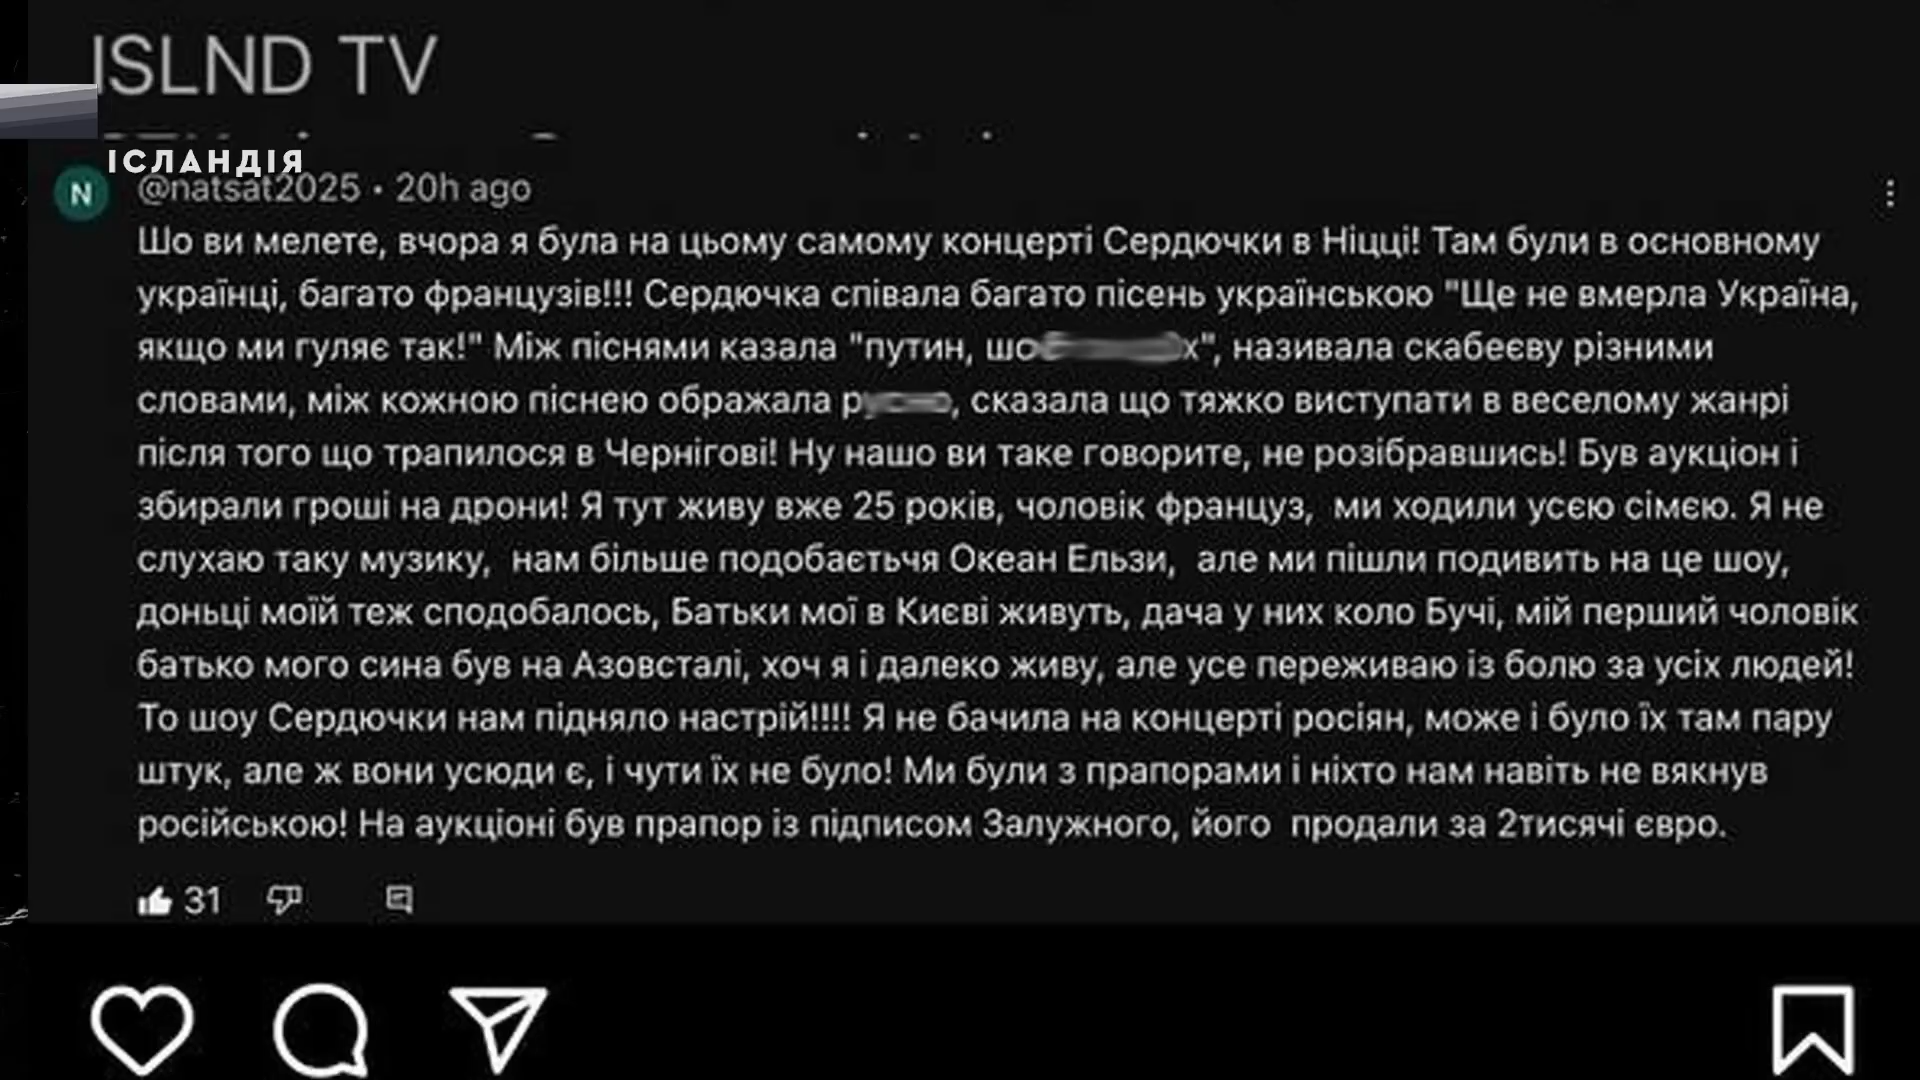 ISLND TV
ІСЛАНДІЯ
N
@natsat2025 • 20h ago
Шо ви мелете, вчора я була на цьому самому концерті Сердючки в Ніцці! Там були в основному
українці, багато французів!!! Сердючка співала багато пісень українською "Ще не вмерла Україна,
якщо ми гуляє так!" Між піснями казала "путин, шо х", називала скабеєву різними
словами, між кожною піснею ображала р , сказала що тяжко виступати в веселому жанрі
після того що трапилося в Чернігові! Ну нашо ви таке говорите, не розібравшись! Був аукціон і
збирали гроші на дрони! Я тут живу вже 25 років, чоловік француз,  ми ходили усєю сімєю. Я не
слухаю таку музику,  нам більше подобаєтьчя Океан Ельзи,  але ми пішли подивить на це шоу,
доньці моїй теж сподобалось, Батьки мої в Києві живуть, дача у них коло Бучі, мій перший чоловік
батько мого сина був на Азовсталі, хоч я і далеко живу, але усе переживаю із болю за усіх людей!
То шоу Сердючки нам підняло настрій!!!! Я не бачила на концерті росіян, може і було їх там пару
штук, але ж вони усюди є, і чути їх не було! Ми були з прапорами і ніхто нам навіть не вякнув
російською! На аукціоні був прапор із підписом Залужного, його  продали за 2тисячі євро.
31